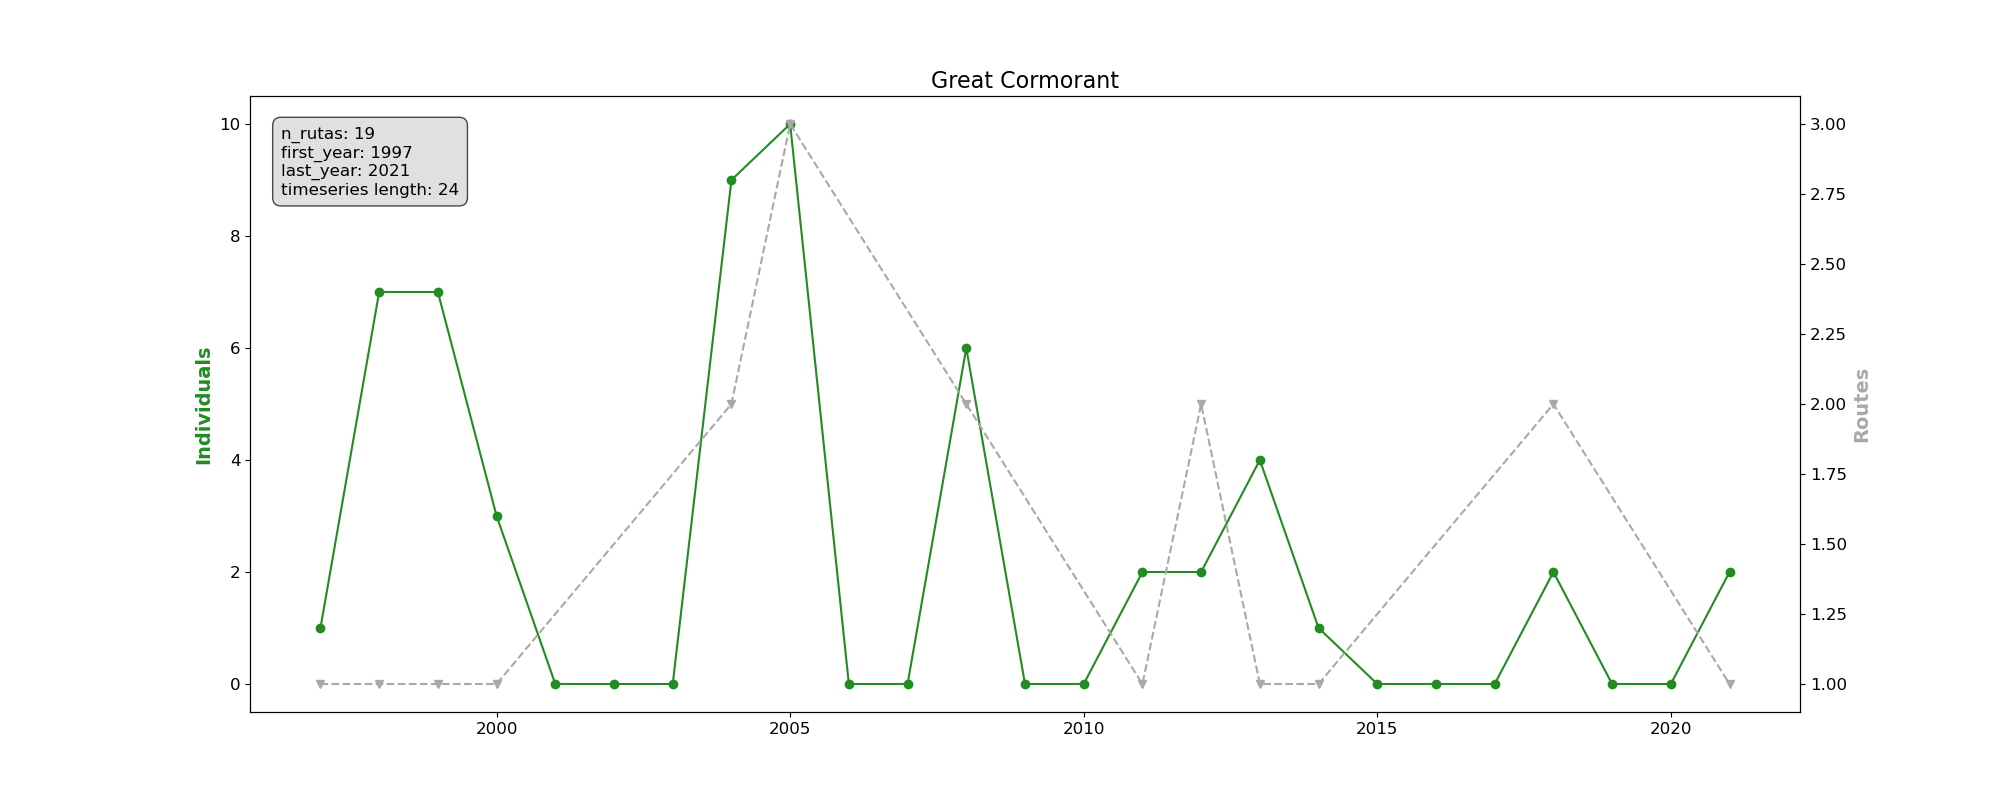 Great Cormorant
n_rutas: 19
first_year: 1997
last_year: 2021
timeseries length: 24
Individuals
10
8
6
4
2
0
3.00
2.75
2.50
2.25
2.00
1.75
1.50
1.25
1.00
Routes
2000
2005
2010
2015
2020